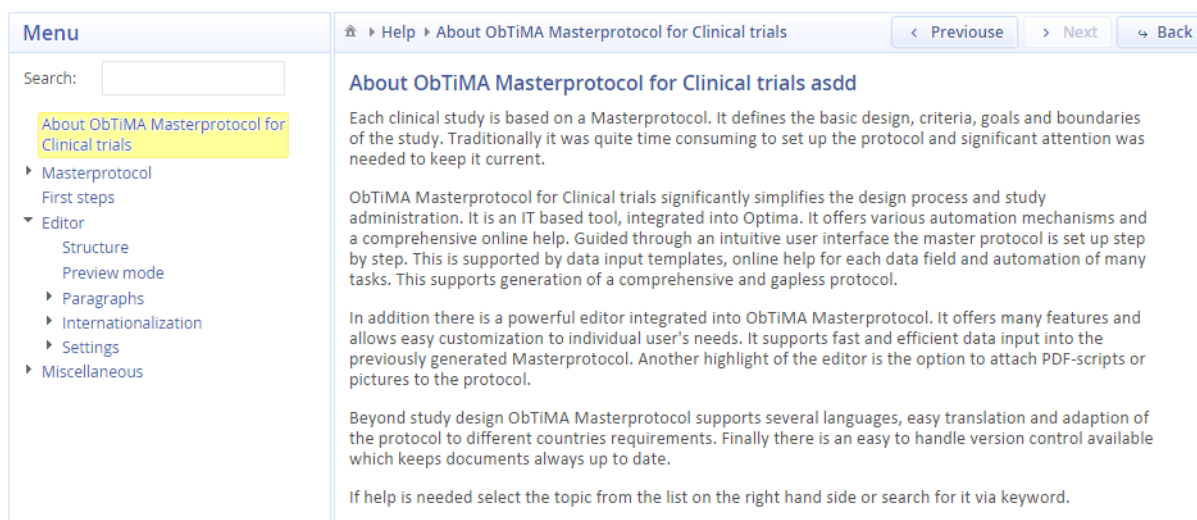 Menu
Search:
About ObTiMA Masterprotocol for
Clinical trials
Masterprotocol
First steps
Editor
Structure
Preview mode
Paragraphs
Internationalization
Settings
Miscellaneous
Help About ObTiMA Masterprotocol for Clinical trials
Previouse
Next
Back
About ObTiMA Masterprotocol for Clinical trials asdd
Each clinical study is based on a Masterprotocol. It defines the basic design, criteria, goals and boundaries
of the study. Traditionally it was quite time consuming to set up the protocol and significant attention was
needed to keep it current.
ObTiMA Masterprotocol for Clinical trials significantly simplifies the design process and study
administration. It is an IT based tool, integrated into Optima. It offers various automation mechanisms and
a comprehensive online help. Guided through an intuitive user interface the master protocol is set up step
by step. This is supported by data input templates, online help for each data field and automation of many
tasks. This supports generation of a comprehensive and gapless protocol.
In addition there is a powerful editor integrated into ObTiMA Masterprotocol. It offers many features and
allows easy customization to individual user's needs. It supports fast and efficient data input into the
previously generated Masterprotocol. Another highlight of the editor is the option to attach PDF-scripts or
pictures to the protocol.
Beyond study design ObTiMA Masterprotocol supports several languages, easy translation and adaption of
the protocol to different countries requirements. Finally there is an easy to handle version control available
which keeps documents always up to date.
If help is needed select the topic from the list on the right hand side or search for it via keyword.